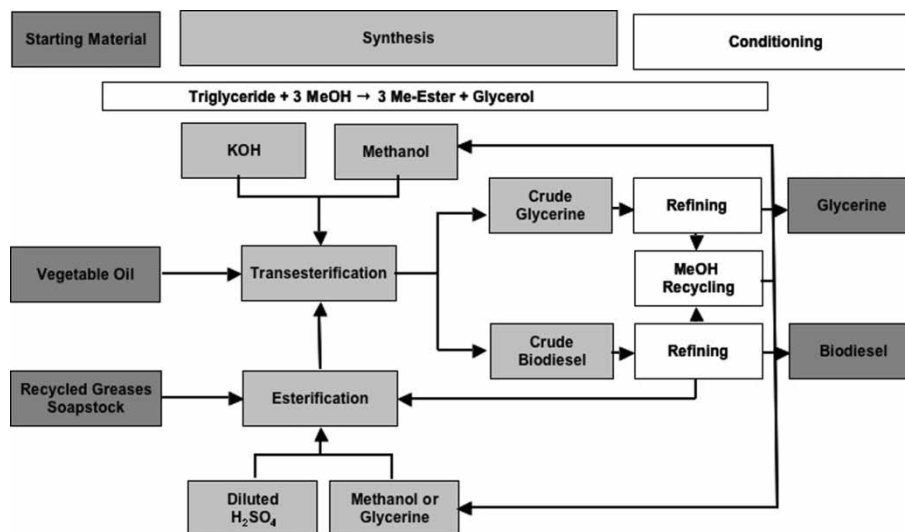 Starting Material
Synthesis
Conditioning
Triglyceride + 3 MeOH → 3 Me-Ester + Glycerol
KOH
Methanol
Crude
Glycerine
Refining
Glycerine
Vegetable Oil
Transesterification
MeOH
Recycling
Crude
Biodiesel
Refining
Biodiesel
Recycled Greases
Soapstock
Esterification
Diluted
H₂SO₄
Methanol or
Glycerine